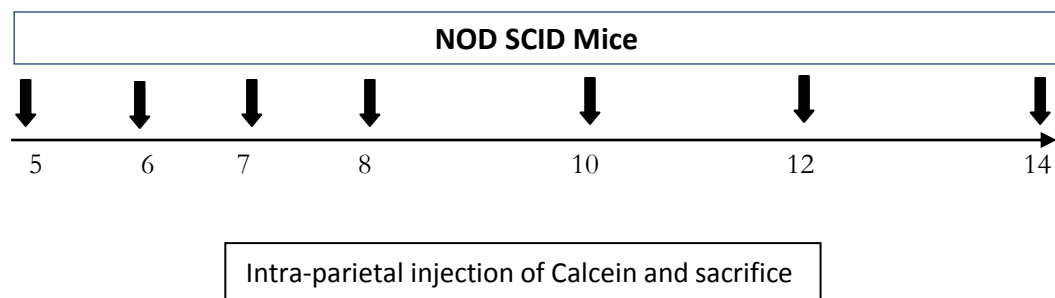 NOD SCID Mice
5 6 7 8 10 12 14
Intra-parietal injection of Calcein and sacrifice